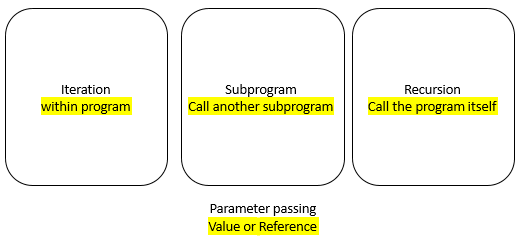 Iteration
within program
Subprogram
Call another subprogram
Recursion
Call the program itself
Parameter passing
Value or Reference